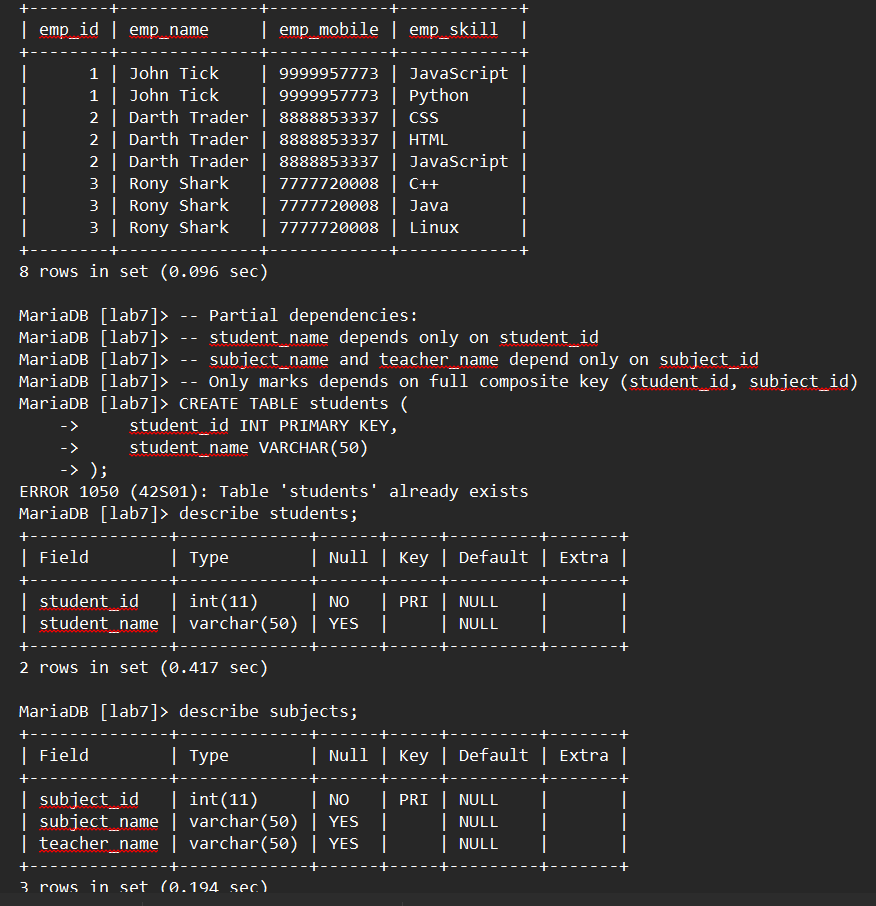 +--------+--------------+------------+------------+
| emp_id | emp_name     | emp_mobile | emp_skill  |
+--------+--------------+------------+------------+
|      1 | John Tick    | 9999957773 | JavaScript |
|      1 | John Tick    | 9999957773 | Python     |
|      2 | Darth Trader | 8888853337 | CSS        |
|      2 | Darth Trader | 8888853337 | HTML       |
|      2 | Darth Trader | 8888853337 | JavaScript |
|      3 | Rony Shark   | 7777720008 | C++        |
|      3 | Rony Shark   | 7777720008 | Java       |
|      3 | Rony Shark   | 7777720008 | Linux      |
+--------+--------------+------------+------------+
8 rows in set (0.096 sec)

MariaDB [lab7]> -- Partial dependencies:
MariaDB [lab7]> -- student_name depends only on student_id
MariaDB [lab7]> -- subject_name and teacher_name depend only on subject_id
MariaDB [lab7]> -- Only marks depends on full composite key (student_id, subject_id)
MariaDB [lab7]> CREATE TABLE students (
    ->     student_id INT PRIMARY KEY,
    ->     student_name VARCHAR(50)
    -> );
ERROR 1050 (42S01): Table 'students' already exists
MariaDB [lab7]> describe students;
+--------------+-------------+------+-----+---------+-------+
| Field        | Type        | Null | Key | Default | Extra |
+--------------+-------------+------+-----+---------+-------+
| student_id   | int(11)     | NO   | PRI | NULL    |       |
| student_name | varchar(50) | YES  |     | NULL    |       |
+--------------+-------------+------+-----+---------+-------+
2 rows in set (0.417 sec)

MariaDB [lab7]> describe subjects;
+--------------+-------------+------+-----+---------+-------+
| Field        | Type        | Null | Key | Default | Extra |
+--------------+-------------+------+-----+---------+-------+
| subject_id   | int(11)     | NO   | PRI | NULL    |       |
| subject_name | varchar(50) | YES  |     | NULL    |       |
| teacher_name | varchar(50) | YES  |     | NULL    |       |
+--------------+-------------+------+-----+---------+-------+
3 rows in set (0.194 sec)